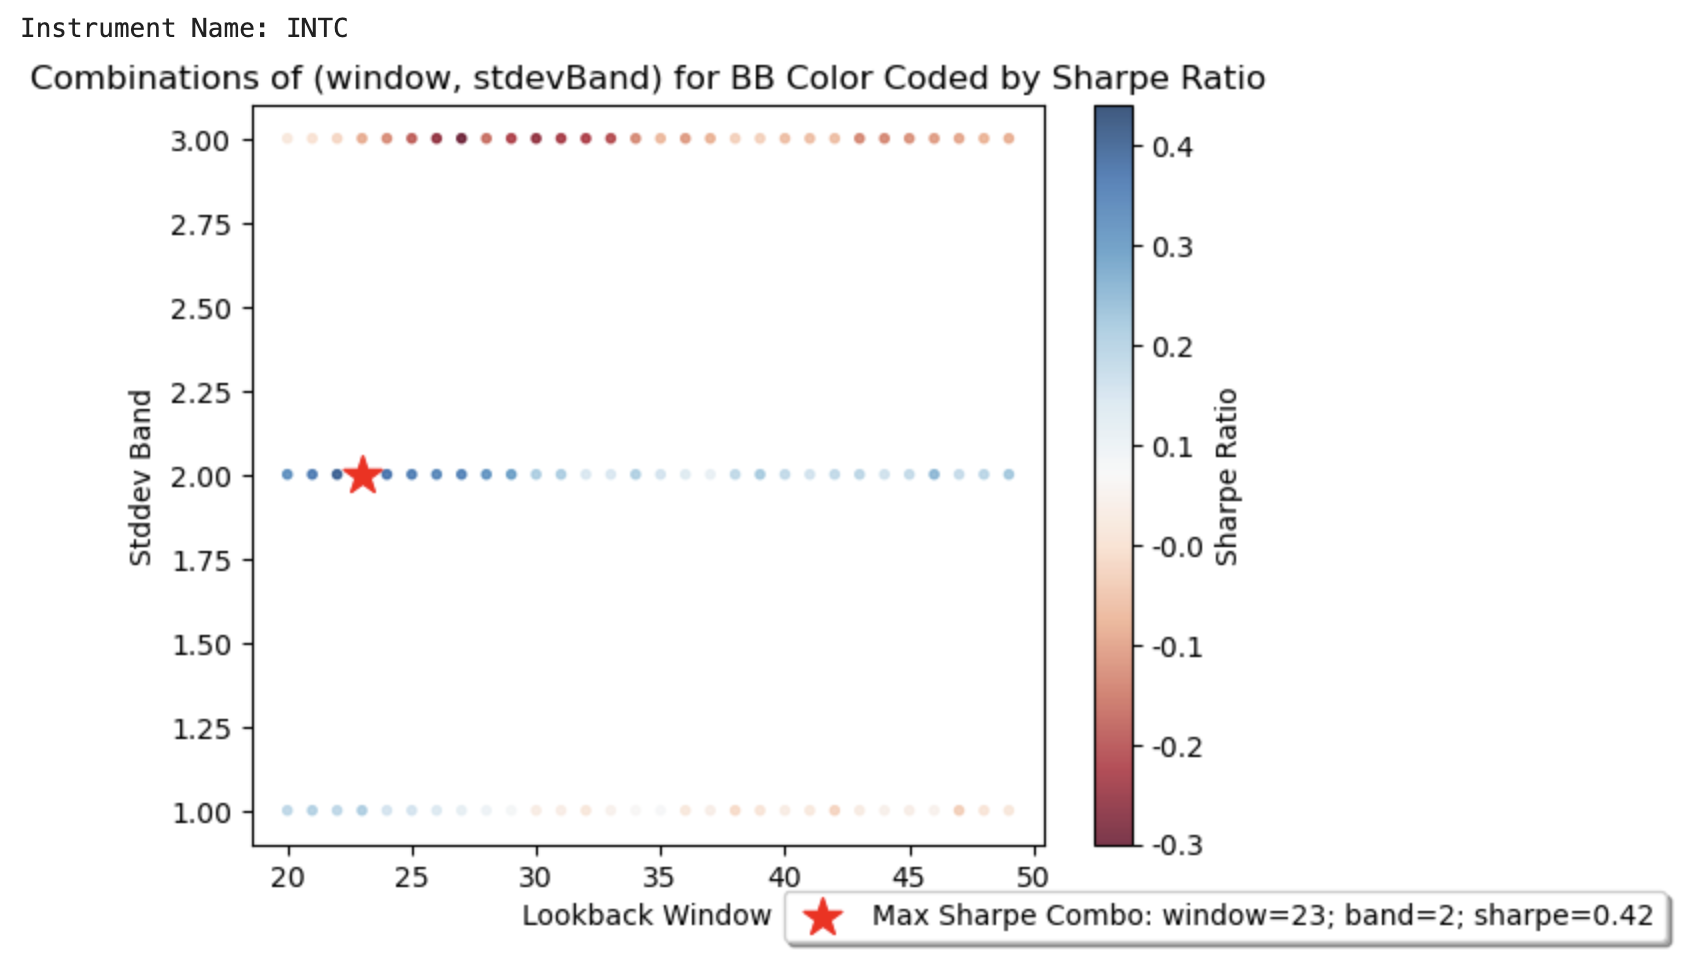 Instrument Name: INTC
Combinations of (window, stdevBand) for BB Color Coded by Sharpe Ratio
3.00
2.75
2.50
2.25
2.00
1.75
1.50
1.25
1.00
Stddev Band
20 25 30 35 40 45 50
Lookback Window
0.4
0.3
0.2
0.1
-0.0
-0.1
-0.2
-0.3
Sharpe Ratio
Max Sharpe Combo: window=23; band=2; sharpe=0.42